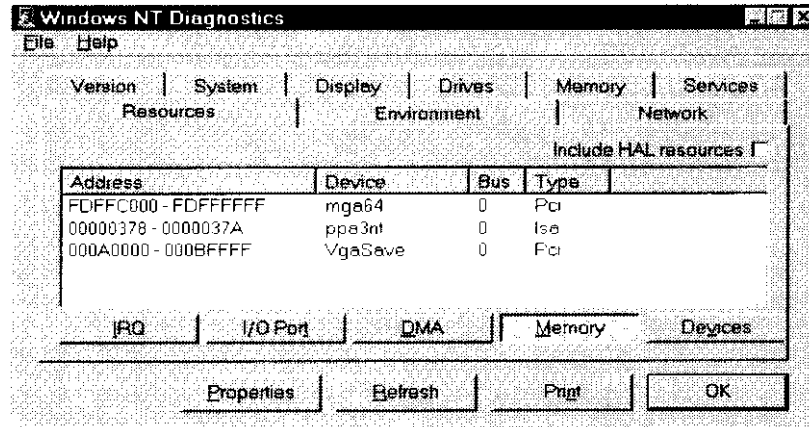 Windows NT Diagnostics
File Help
Version System Display Drives Memory Services
Resources Environment Network
Include HAL resources
Address Device Bus Type
FDFFC000 - FDFFFFFF mga64 0 Pci
00000378 - 0000037A ppa3nt 0 Isa
000A0000 - 000BFFFF VgaSave 0 Pci
IRQ I/O Port DMA Memory Devices
Properties Refresh Print OK